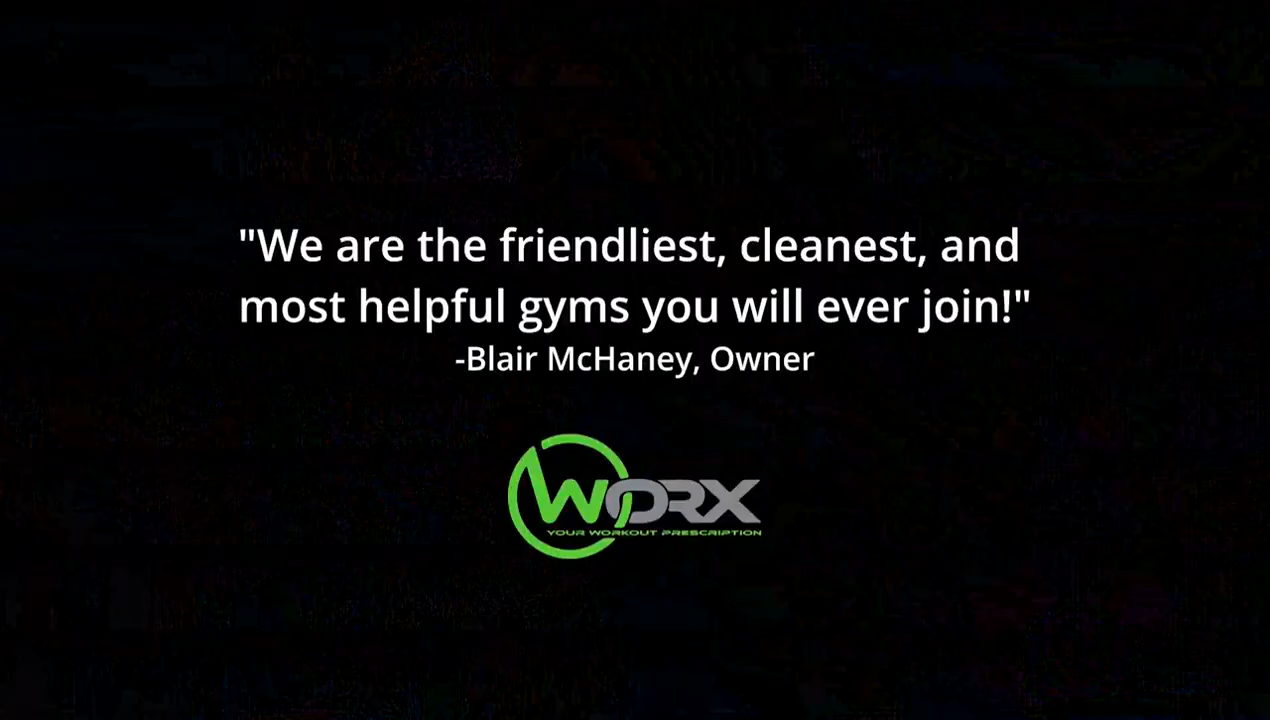 "We are the friendliest, cleanest, and
most helpful gyms you will ever join!"
-Blair McHaney, Owner
WORX
YOUR WORKOUT PRESCRIPTION